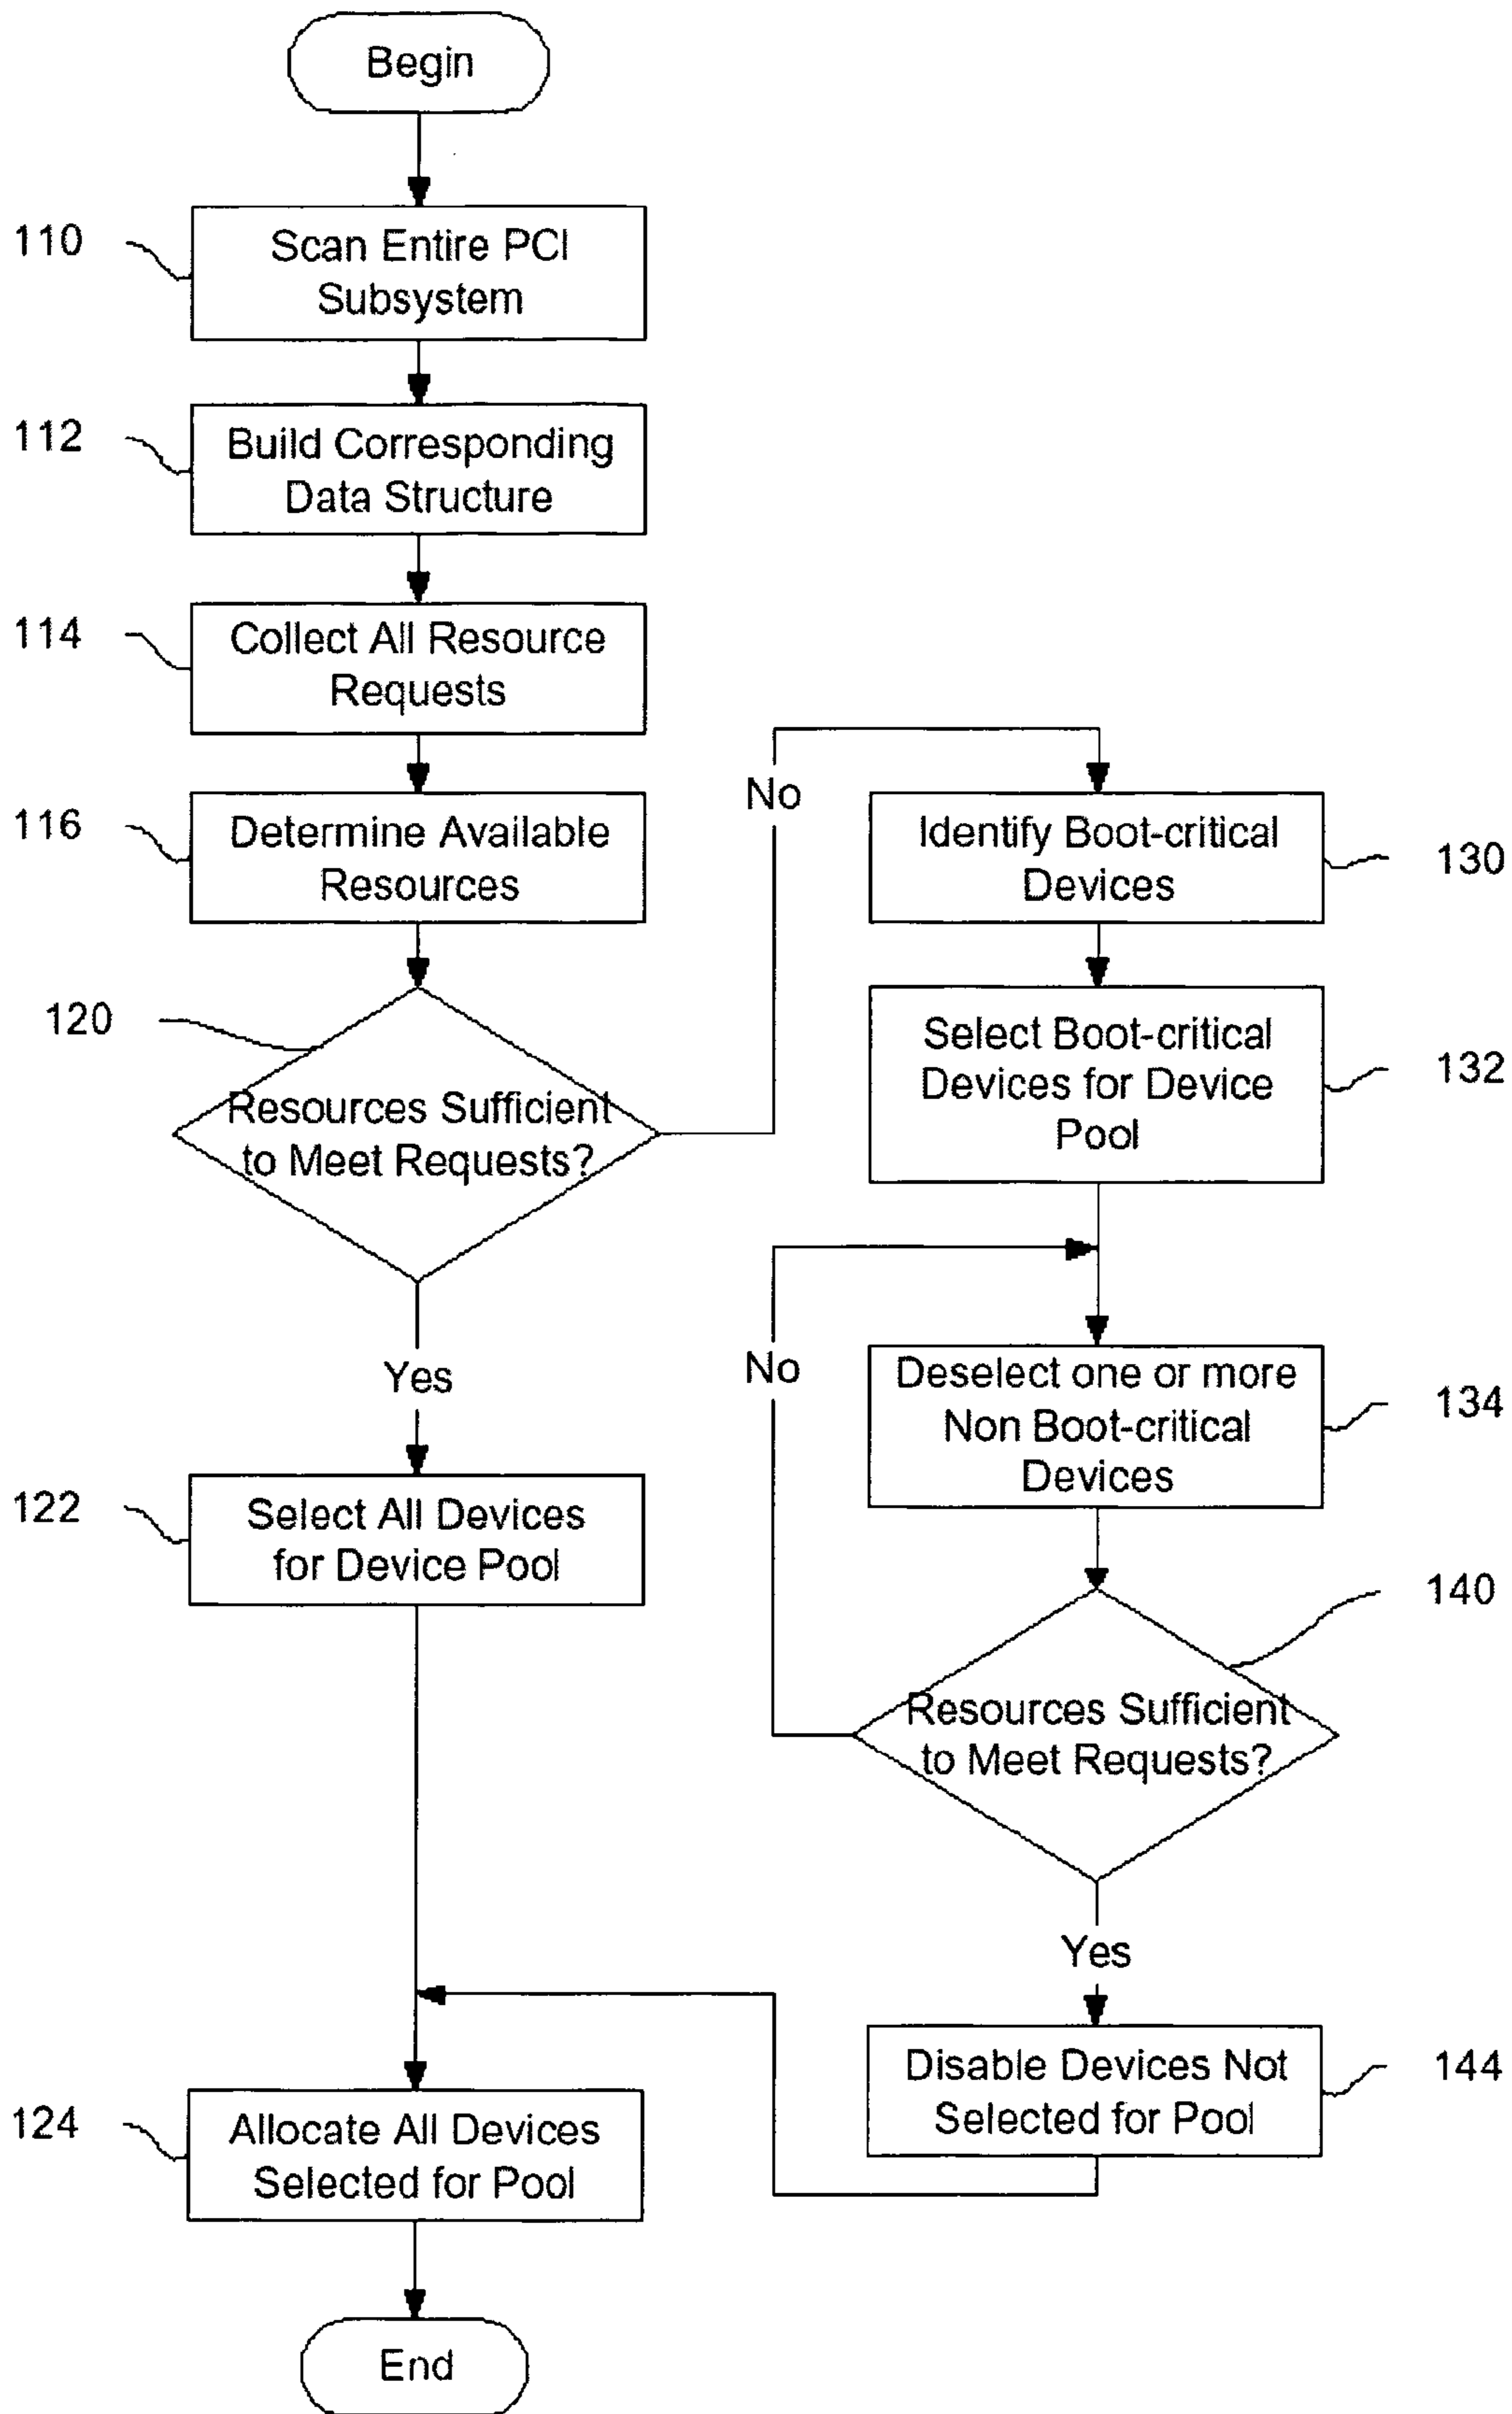 Begin
110
Scan Entire PCI
Subsystem
112
Build Corresponding
Data Structure
114
Collect All Resource
Requests
116
Determine Available
Resources
120
Resources Sufficient
to Meet Requests?
No
Yes
122
Select All Devices
for Device Pool
124
Allocate All Devices
Selected for Pool
End
Identify Boot-critical
Devices
130
Select Boot-critical
Devices for Device
Pool
132
Deselect one or more
Non Boot-critical
Devices
134
No
140
Resources Sufficient
to Meet Requests?
Yes
Disable Devices Not
Selected for Pool
144